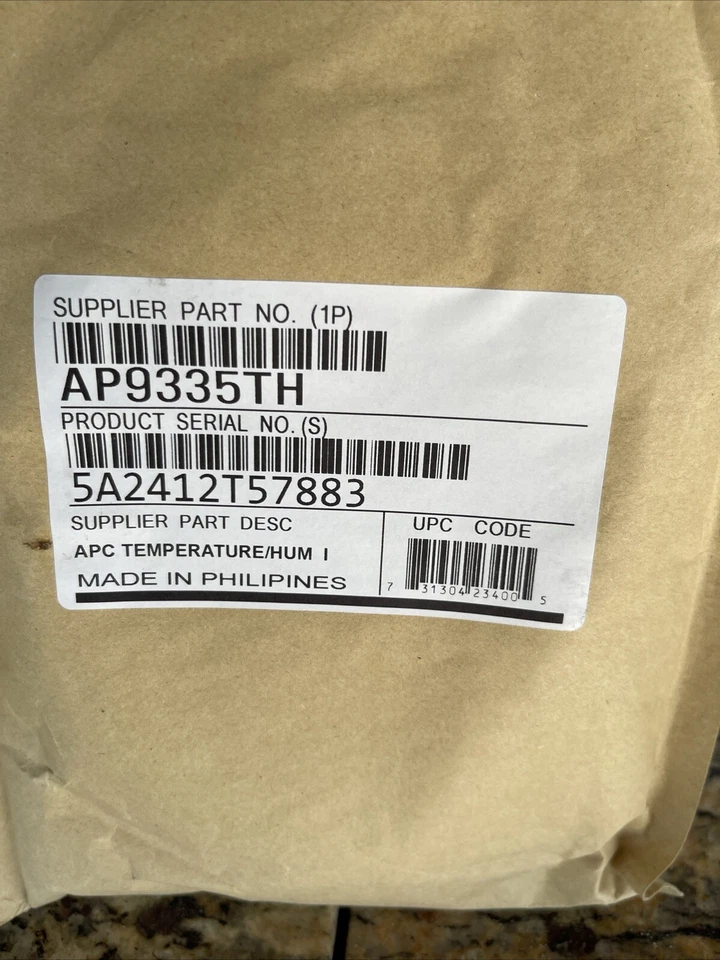 SUPPLIER PART NO. (1P)
AP9335TH
PRODUCT SERIAL NO. (S)
5A2412T57883
SUPPLIER PART DESC
APC TEMPERATURE/HUM I
MADE IN PHILIPINES
UPC CODE
7 31304 23400 5